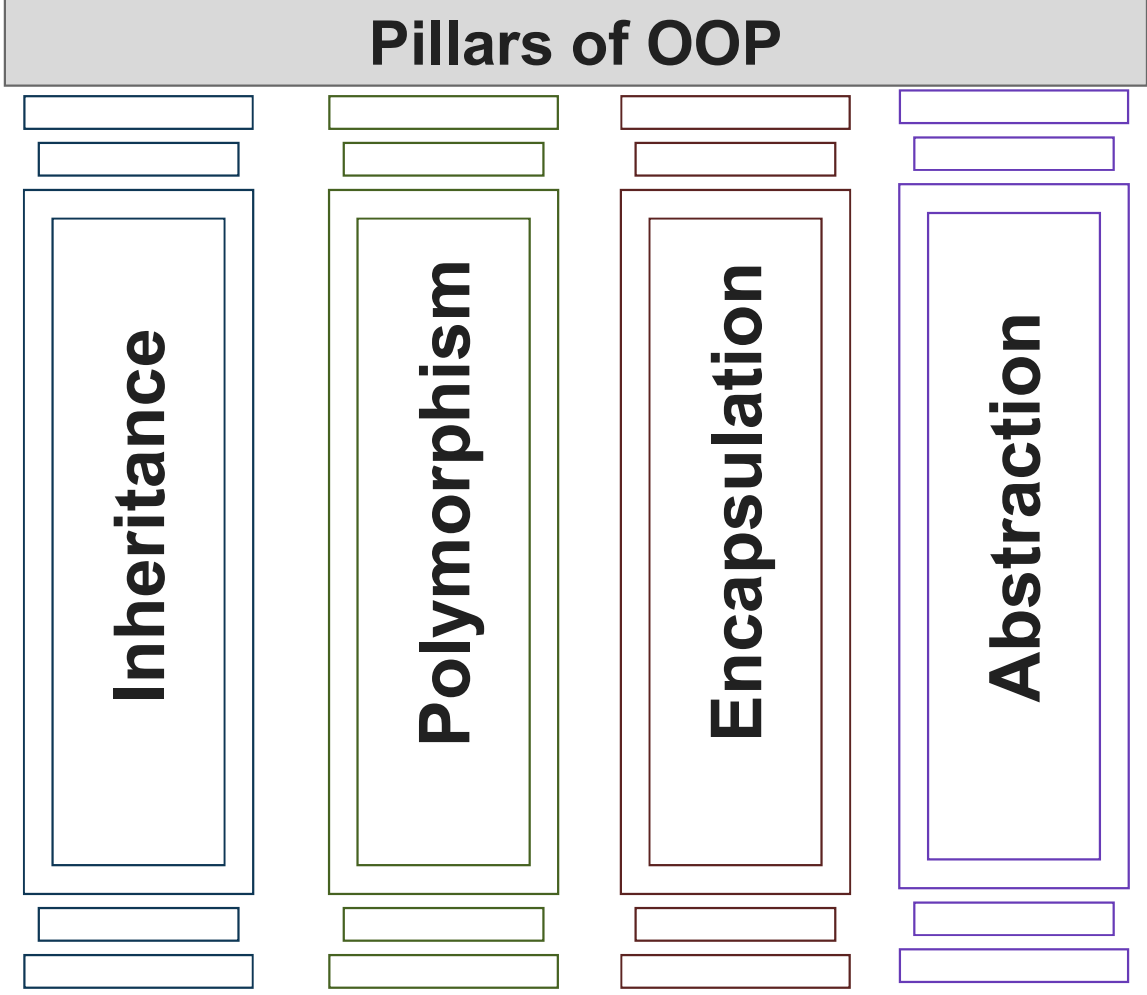 Pillars of OOP
Inheritance
Polymorphism
Encapsulation
Abstraction